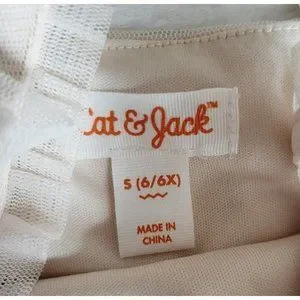 Cat & Jack™
S (6/6X)
MADE IN
CHINA